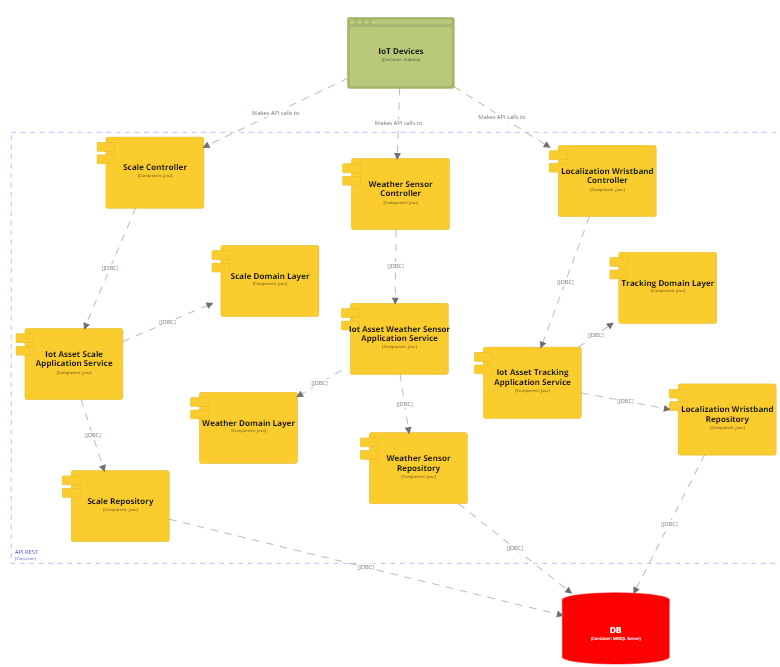 IoT Devices
[Container: Arduino]
Makes API calls to
Makes API calls to
Makes API calls to
Scale Controller
[Component: Java]
Weather Sensor
Controller
[Component: Java]
Localization Wristband
Controller
[Component: Java]
[JDBC]
[JDBC]
[JDBC]
Scale Domain Layer
[Component: Java]
Tracking Domain Layer
[Component: Java]
[JDBC]
[JDBC]
Iot Asset Scale
Application Service
[Component: Java]
Iot Asset Weather Sensor
Application Service
[Component: Java]
Iot Asset Tracking
Application Service
[Component: Java]
[JDBC]
[JDBC]
[JDBC]
Weather Domain Layer
[Component: Java]
Localization Wristband
Repository
[Component: Java]
[JDBC]
Weather Sensor
Repository
[Component: Java]
Scale Repository
[Component: Java]
[JDBC]
[JDBC]
API REST
[Container]
[JDBC]
DB
[Container: MSSQL Server]